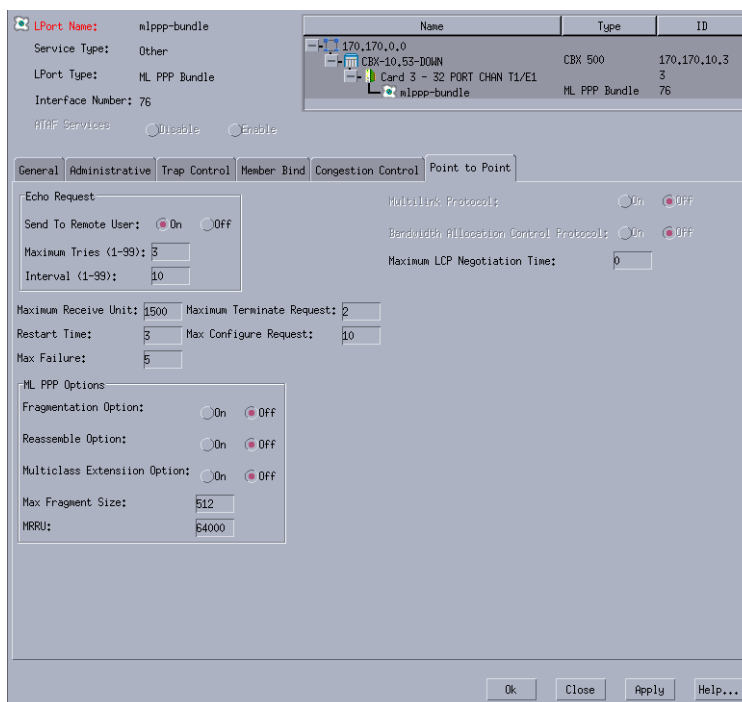 LPort Name: mlppp-bundle
Service Type: Other
LPort Type: ML PPP Bundle
Interface Number: 76
ATAF Services Disable Enable
Name Type ID
170.170.0.0
CBX-10.53-DOWN CBX 500 170.170.10.3
Card 3 - 32 PORT CHAN T1/E1 3
mlppp-bundle ML PPP Bundle 76
General Administrative Trap Control Member Bind Congestion Control Point to Point
Echo Request
Send To Remote User: On Off
Maximum Tries (1-99): 3
Interval (1-99): 10
Multilink Protocol: On Off
Bandwidth Allocation Control Protocol: On Off
Maximum LCP Negotiation Time: 0
Maximum Receive Unit: 1500 Maximum Terminate Request: 2
Restart Time: 3 Max Configure Request: 10
Max Failure: 5
ML PPP Options
Fragmentation Option: On Off
Reassemble Option: On Off
Multiclass Extensiion Option: On Off
Max Fragment Size: 512
MRRU: 64000
Ok Close Apply Help...